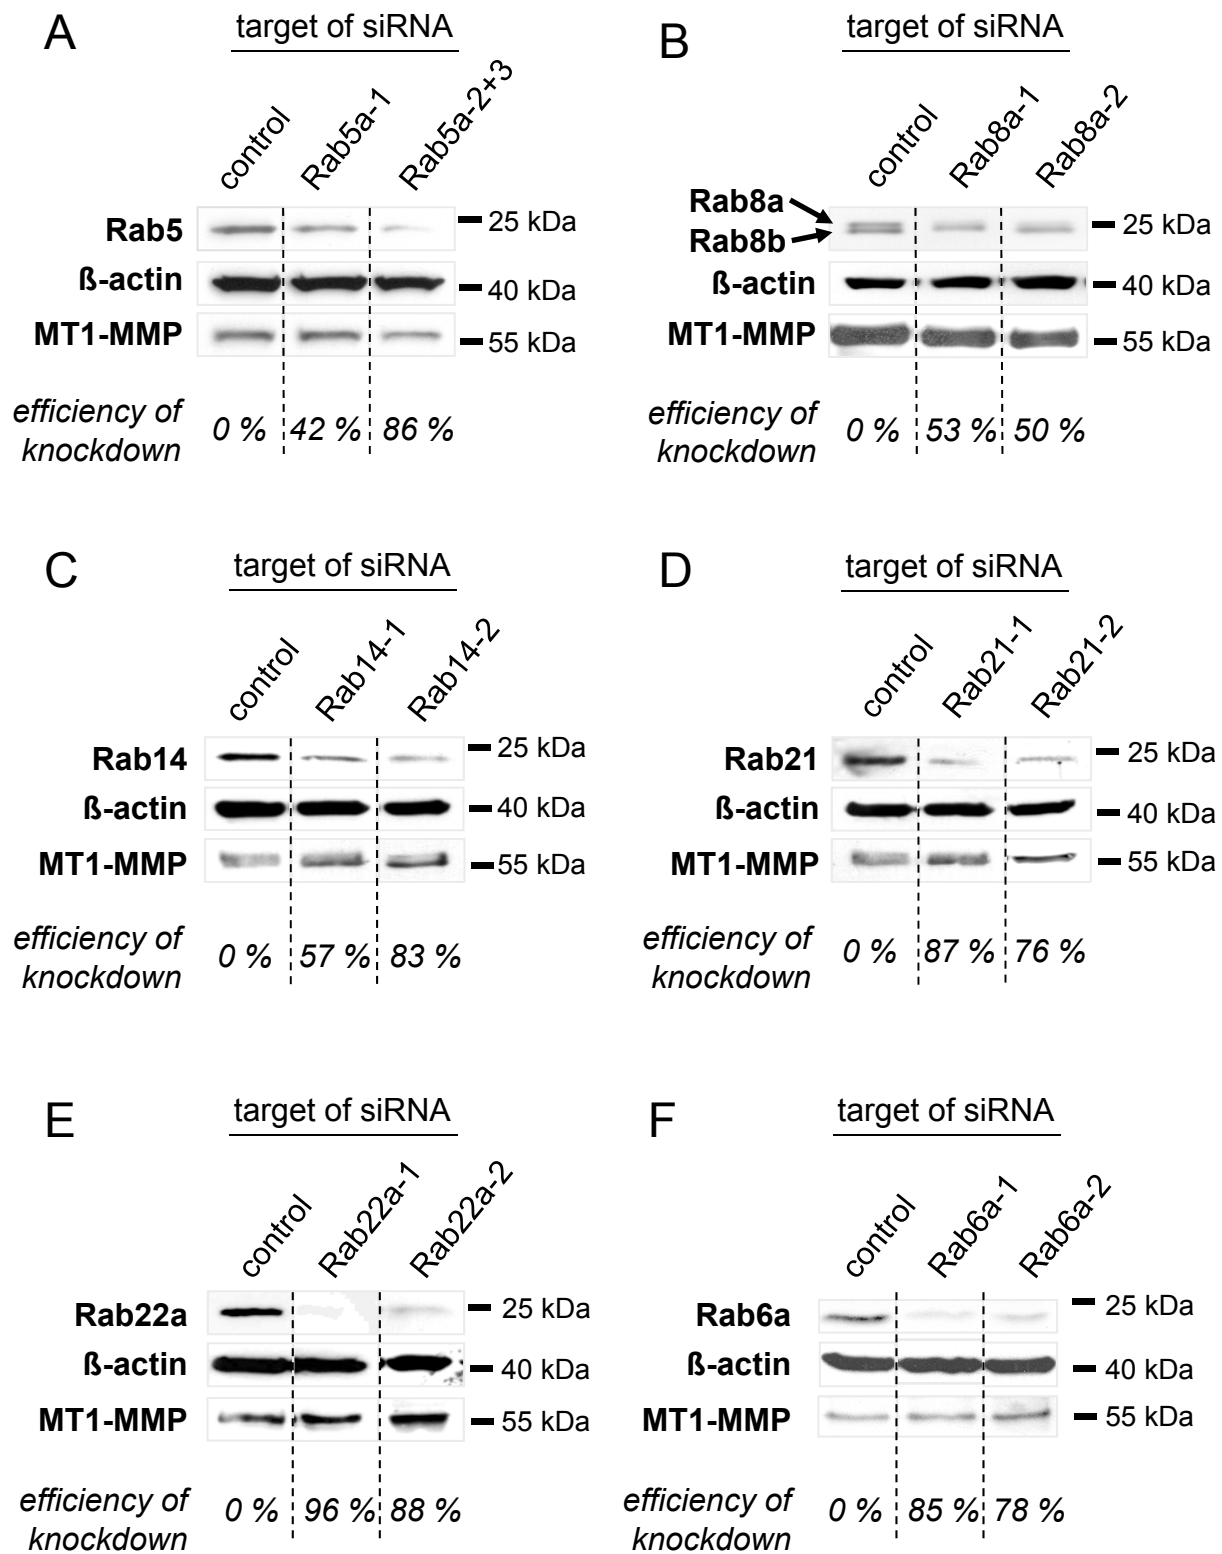 A
target of siRNA
control
Rab5a-1
Rab5a-2+3
Rab5
25 kDa
ß-actin
40 kDa
MT1-MMP
55 kDa
efficiency of
knockdown
0 %
42 %
86 %
B
target of siRNA
control
Rab8a-1
Rab8a-2
Rab8a
Rab8b
25 kDa
ß-actin
40 kDa
MT1-MMP
55 kDa
efficiency of
knockdown
0 %
53 %
50 %
C
target of siRNA
control
Rab14-1
Rab14-2
Rab14
25 kDa
ß-actin
40 kDa
MT1-MMP
55 kDa
efficiency of
knockdown
0 %
57 %
83 %
D
target of siRNA
control
Rab21-1
Rab21-2
Rab21
25 kDa
ß-actin
40 kDa
MT1-MMP
55 kDa
efficiency of
knockdown
0 %
87 %
76 %
E
target of siRNA
control
Rab22a-1
Rab22a-2
Rab22a
25 kDa
ß-actin
40 kDa
MT1-MMP
55 kDa
efficiency of
knockdown
0 %
96 %
88 %
F
target of siRNA
control
Rab6a-1
Rab6a-2
Rab6a
25 kDa
ß-actin
40 kDa
MT1-MMP
55 kDa
efficiency of
knockdown
0 %
85 %
78 %